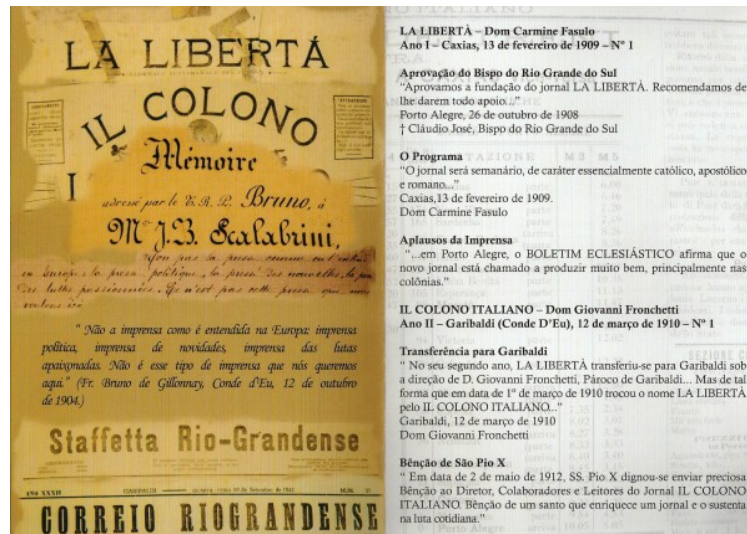 LA LIBERTÁ
IL COLONO
Mémoire
adressé par le T. R. P. Bruno, à
Mgr J.B. Scalabrini,
Non pas la presse comme on l'entend
en Europe, la presse politique, la presse des nouvelles, la presse
des luttes passionnées. Ce n'est pas cette presse que nous
voulons ici
" Não a imprensa como é entendida na Europa: imprensa
política, imprensa de novidades, imprensa das lutas
apaixonadas. Não é esse tipo de imprensa que nós queremos
aqui." (Fr. Bruno de Gillonnay, Conde d'Eu, 12 de outubro
de 1904.)
Staffetta Rio-Grandense
ANO XXXII
CORREIO RIOGRANDENSE
LA LIBERTÀ – Dom Carmine Fasulo
Ano I – Caxias, 13 de fevereiro de 1909 – Nº 1
Aprovação do Bispo do Rio Grande do Sul
"Aprovamos a fundação do jornal LA LIBERTÀ. Recomendamos de
lhe darem todo apoio..."
Porto Alegre, 26 de outubro de 1908
† Cláudio José, Bispo do Rio Grande do Sul
O Programa
"O jornal será semanário, de caráter essencialmente católico, apostólico
e romano..."
Caxias,13 de fevereiro de 1909.
Dom Carmine Fasulo
Aplausos da Imprensa
"...em Porto Alegre, o BOLETIM ECLESIÁSTICO afirma que o
novo jornal está chamado a produzir muito bem, principalmente nas
colônias."
IL COLONO ITALIANO – Dom Giovanni Fronchetti
Ano II – Garibaldi (Conde D'Eu), 12 de março de 1910 – Nº 1
Transferência para Garibaldi
" No seu segundo ano, LA LIBERTÀ transferiu-se para Garibaldi sob
a direção de D. Giovanni Fronchetti, Pároco de Garibaldi... Mas de tal
forma que em data de 1º de março de 1910 trocou o nome LA LIBERTÀ
pelo IL COLONO ITALIANO..."
Garibaldi, 12 de março de 1910
Dom Giovanni Fronchetti
Bênção de São Pio X
" Em data de 2 de maio de 1912, SS. Pio X dignou-se enviar preciosa
Bênção ao Diretor, Colaboradores e Leitores do Jornal IL COLONO
ITALIANO. Bênção de um santo que enriquece um jornal e o sustenta
na luta cotidiana."